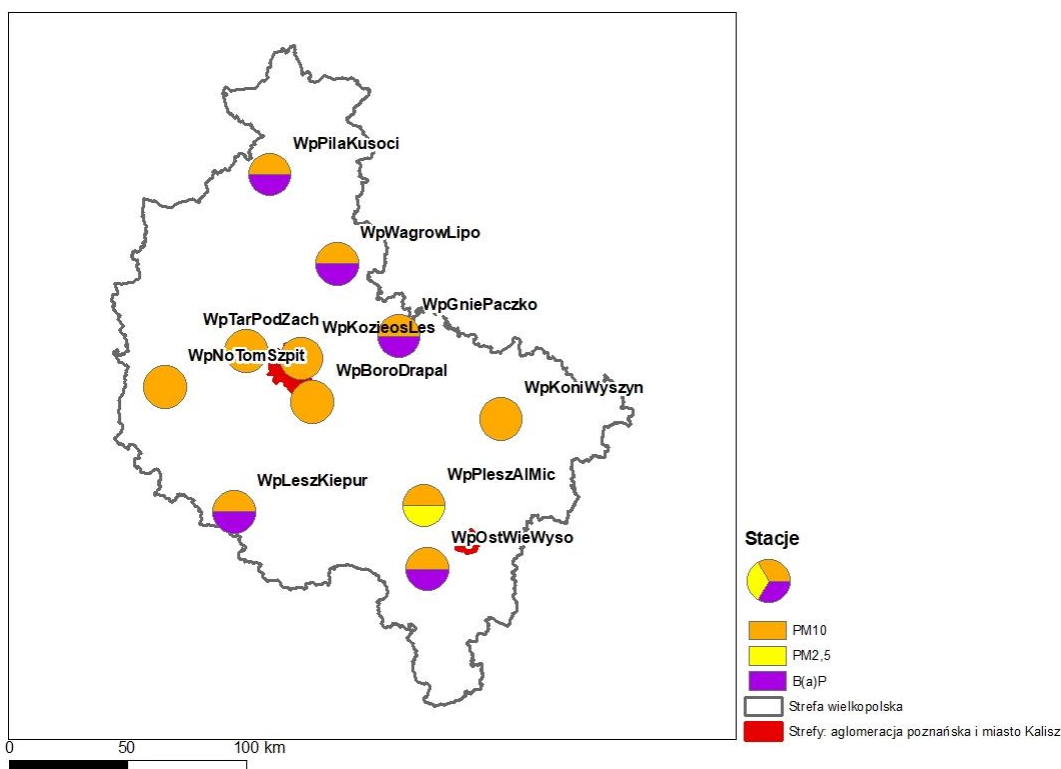 WpPilaKusoci
WpWagrowLipo
WpGniePaczko
WpTarPodZach
WpKozieosLes
WpNoTomSzpit
WpBoroDrapal
WpKoniWyszyn
WpLeszKiepur
WpPleszAlMic
WpOstWieWyso
Stacje
PM10
PM2,5
B(a)P
Strefa wielkopolska
Strefy: aglomeracja poznańska i miasto Kalisz
0 50 100 km